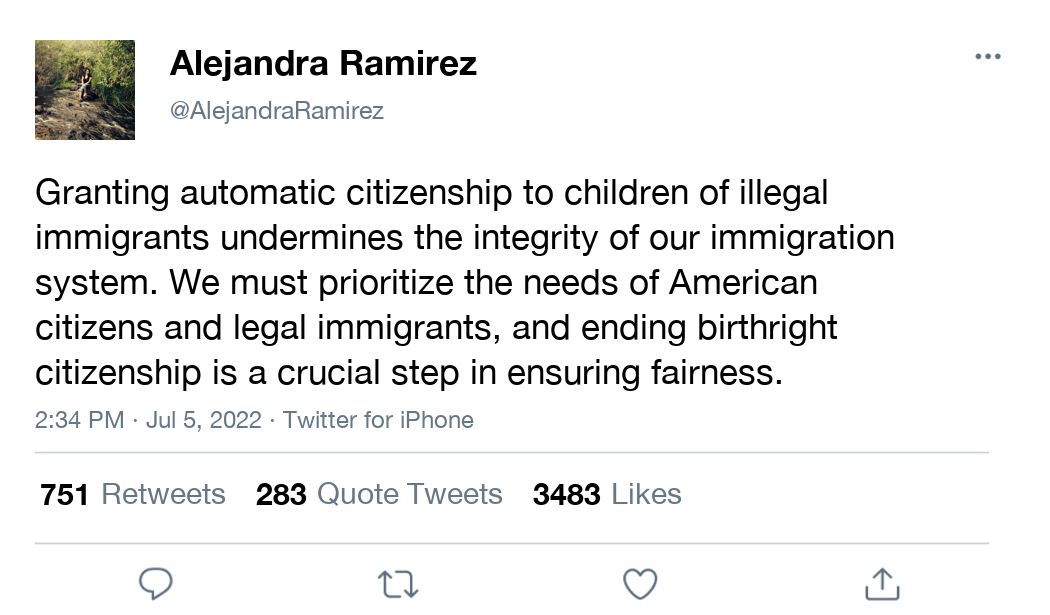 Alejandra Ramirez
@AlejandraRamirez
Granting automatic citizenship to children of illegal
immigrants undermines the integrity of our immigration
system. We must prioritize the needs of American
citizens and legal immigrants, and ending birthright
citizenship is a crucial step in ensuring fairness.
2:34 PM · Jul 5, 2022 · Twitter for iPhone
751 Retweets 283 Quote Tweets 3483 Likes